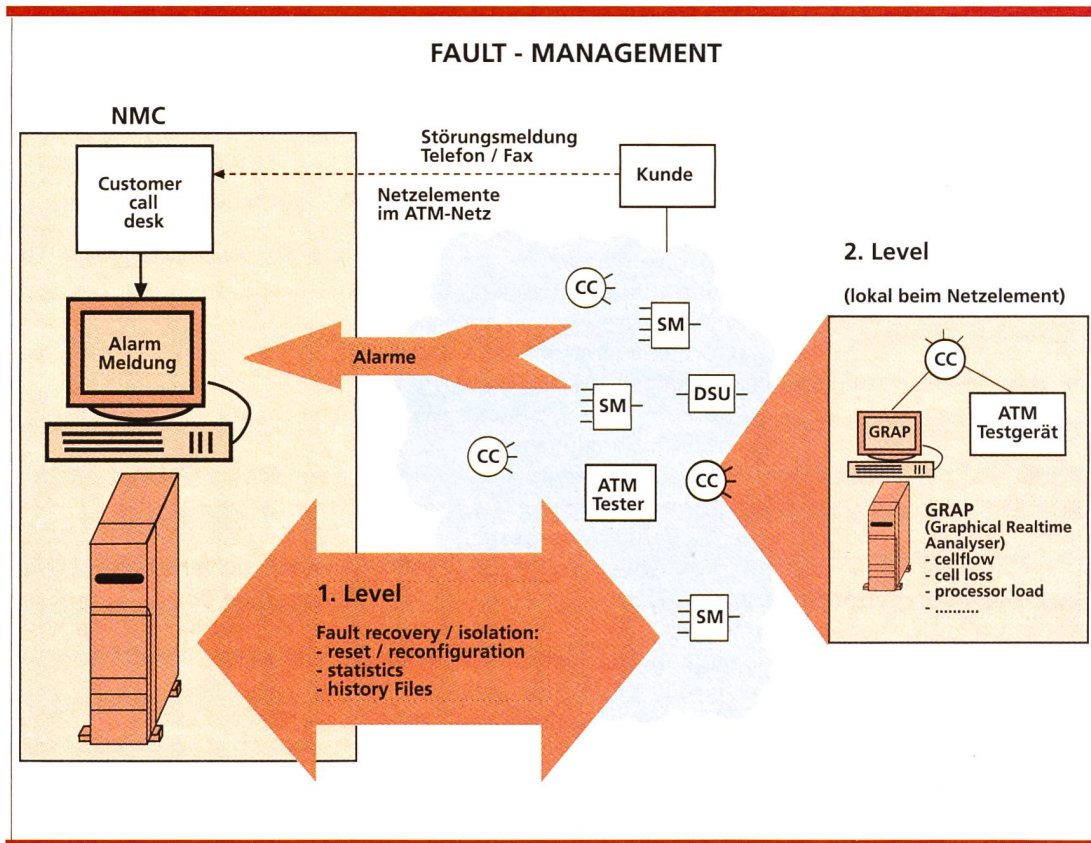 FAULT - MANAGEMENT
NMC
Customer
call
desk
Störungsmeldung
Telefon / Fax
Netzelemente
im ATM-Netz
Kunde
Alarm
Meldung
Alarme
CC
SM
SM
DSU
CC
ATM
Tester
CC
SM
1. Level
Fault recovery / isolation:
- reset / reconfiguration
- statistics
- history Files
2. Level
(lokal beim Netzelement)
CC
GRAP
ATM
Testgerät
GRAP
(Graphical Realtime
Aanalyser)
- cellflow
- cell loss
- processor load
- ..........